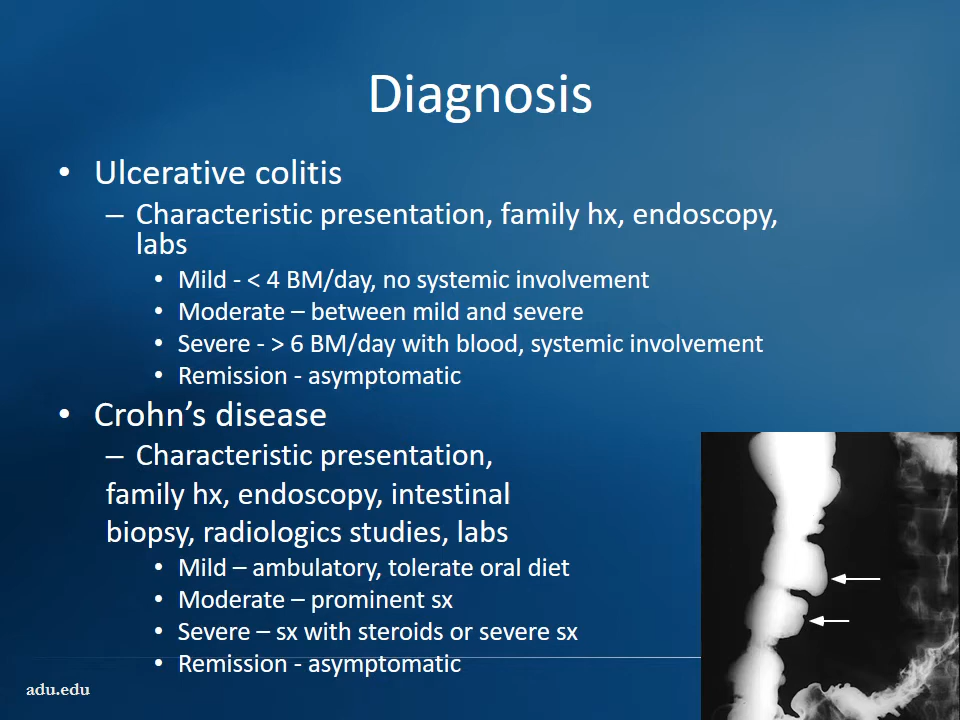 Diagnosis
• Ulcerative colitis
– Characteristic presentation, family hx, endoscopy,
labs
• Mild - < 4 BM/day, no systemic involvement
• Moderate – between mild and severe
• Severe - > 6 BM/day with blood, systemic involvement
• Remission - asymptomatic
• Crohn’s disease
– Characteristic presentation,
family hx, endoscopy, intestinal
biopsy, radiologics studies, labs
• Mild – ambulatory, tolerate oral diet
• Moderate – prominent sx
• Severe – sx with steroids or severe sx
• Remission - asymptomatic
adu.edu